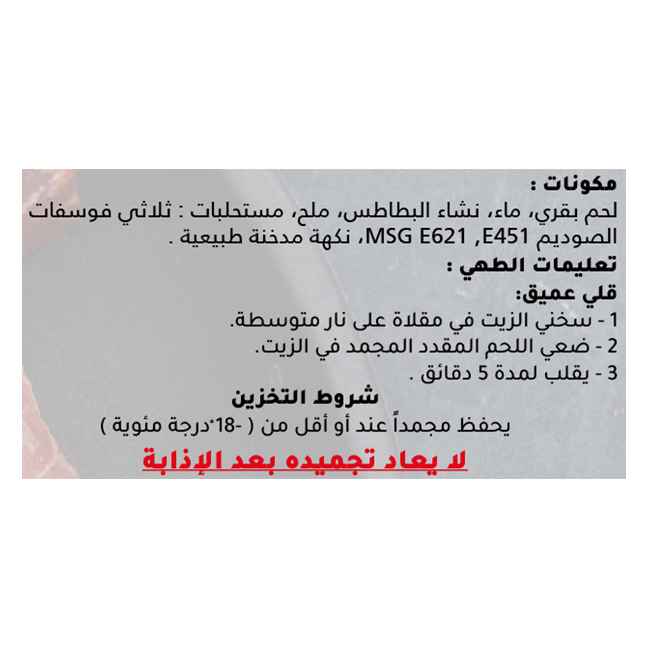 مكونات :
لحم بقري، ماء، نشاء البطاطس، ملح، مستحلبات : ثلاثي فوسفات
الصوديم MSG E621 ,E451، نكهة مدخنة طبيعية .
تعليمات الطهي :
قلي عميق:
1 - سخني الزيت في مقلاة على نار متوسطة.
2 - ضعي اللحم المقدد المجمد في الزيت.
3 - يقلب لمدة 5 دقائق .
شروط التخزين
يحفظ مجمداً عند أو أقل من ( -18°درجة مئوية )
لا يعاد تجميده بعد الإذابة